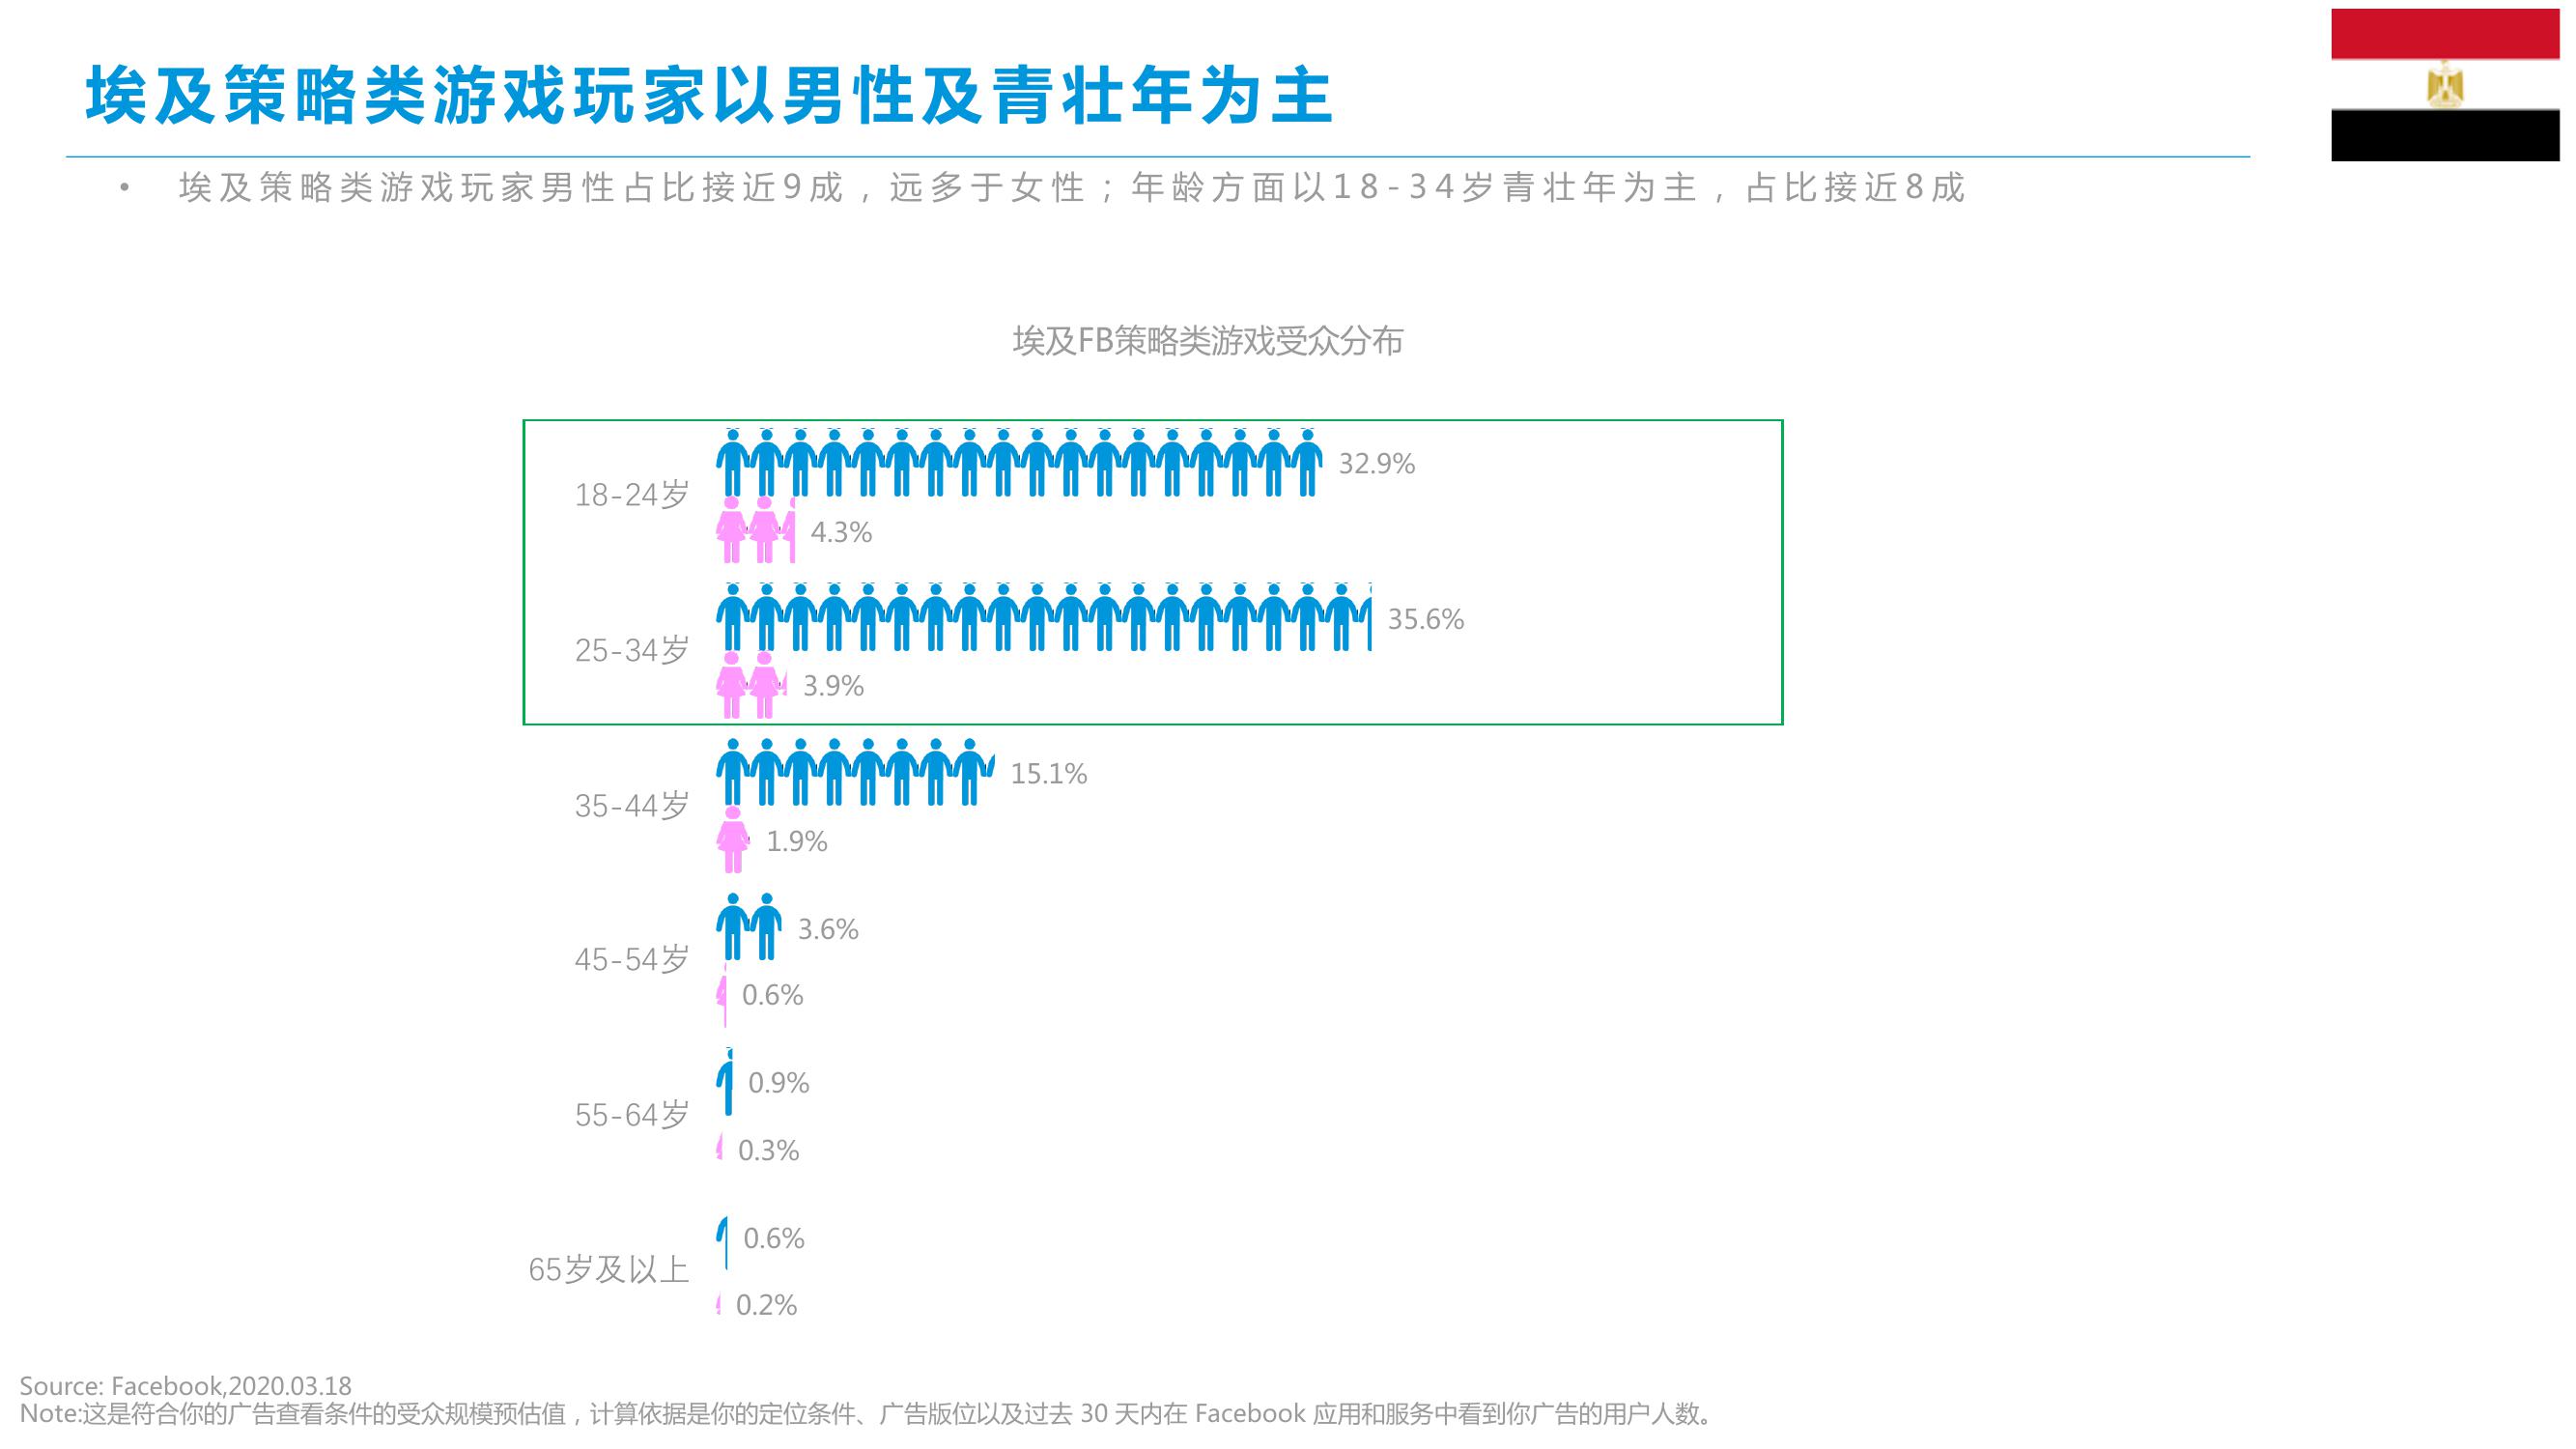 埃及策略类游戏玩家以男性及青壮年为主
• 埃及策略类游戏玩家男性占比接近9成，远多于女性；年龄方面以18-34岁青壮年为主，占比接近8成
埃及FB策略类游戏受众分布
32.9%
18-24岁
4.3%
35.6%
25-34岁
3.9%
15.1%
35-44岁
1.9%
3.6%
45-54岁
0.6%
0.9%
55-64岁
0.3%
0.6%
65岁及以上
0.2%
Source: Facebook,2020.03.18
Note:这是符合你的广告查看条件的受众规模预估值，计算依据是你的定位条件、广告版位以及过去 30 天内在 Facebook 应用和服务中看到你广告的用户人数。